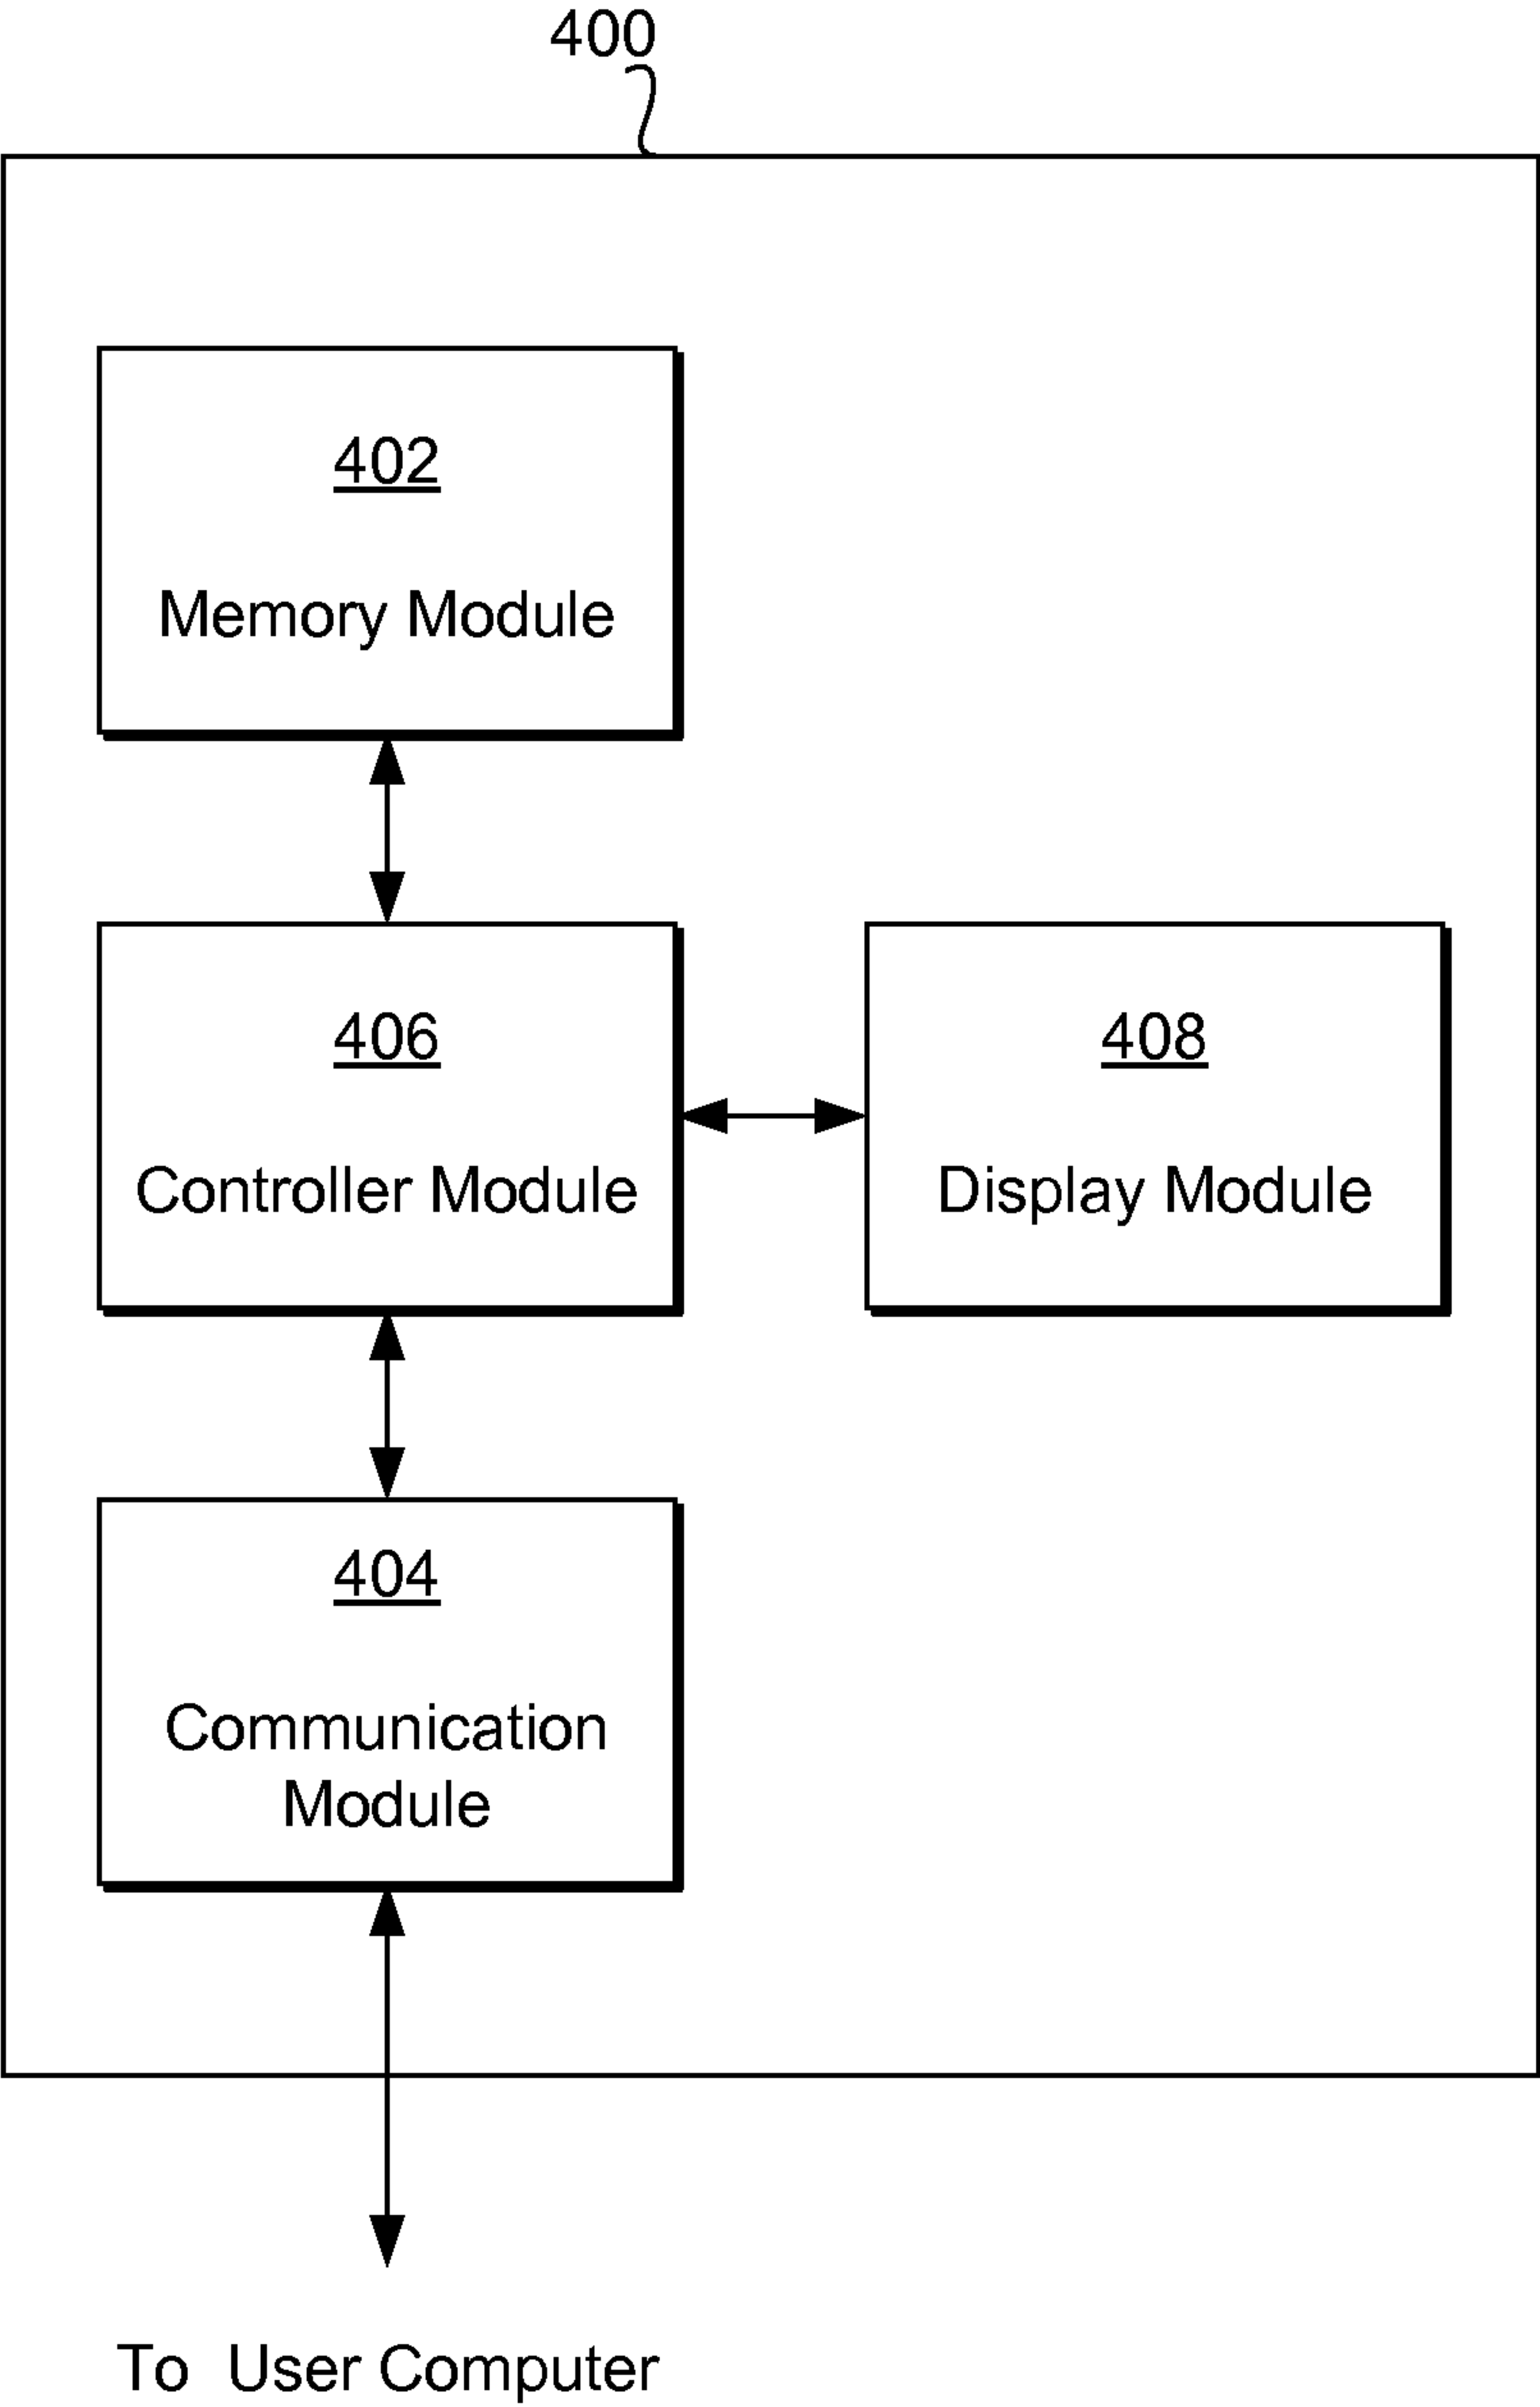 400
402
Memory Module
406
Controller Module
408
Display Module
404
Communication
Module
To User Computer